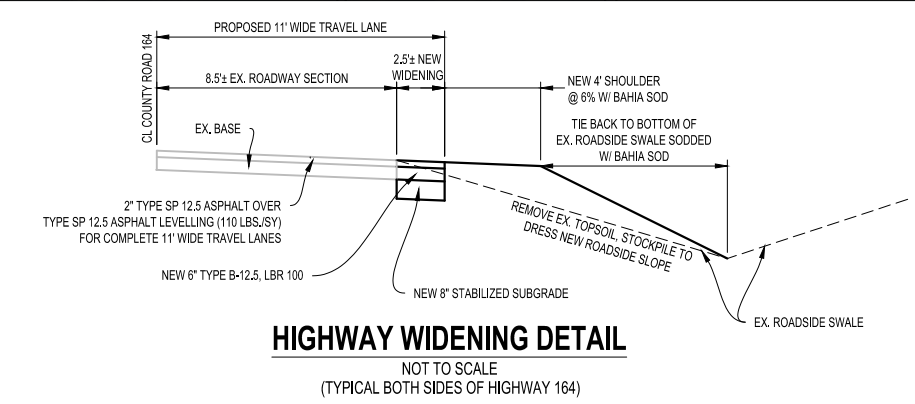 PROPOSED 11' WIDE TRAVEL LANE
CL COUNTY ROAD 164
8.5'± EX. ROADWAY SECTION
2.5'± NEW
WIDENING
NEW 4' SHOULDER
@ 6% W/ BAHIA SOD
TIE BACK TO BOTTOM OF
EX. ROADSIDE SWALE SODDED
W/ BAHIA SOD
EX. BASE
2" TYPE SP 12.5 ASPHALT OVER
TYPE SP 12.5 ASPHALT LEVELLING (110 LBS./SY)
FOR COMPLETE 11' WIDE TRAVEL LANES
REMOVE EX. TOPSOIL, STOCKPILE TO
DRESS NEW ROADSIDE SLOPE
NEW 6" TYPE B-12.5, LBR 100
NEW 8" STABILIZED SUBGRADE
EX. ROADSIDE SWALE
HIGHWAY WIDENING DETAIL
NOT TO SCALE
(TYPICAL BOTH SIDES OF HIGHWAY 164)